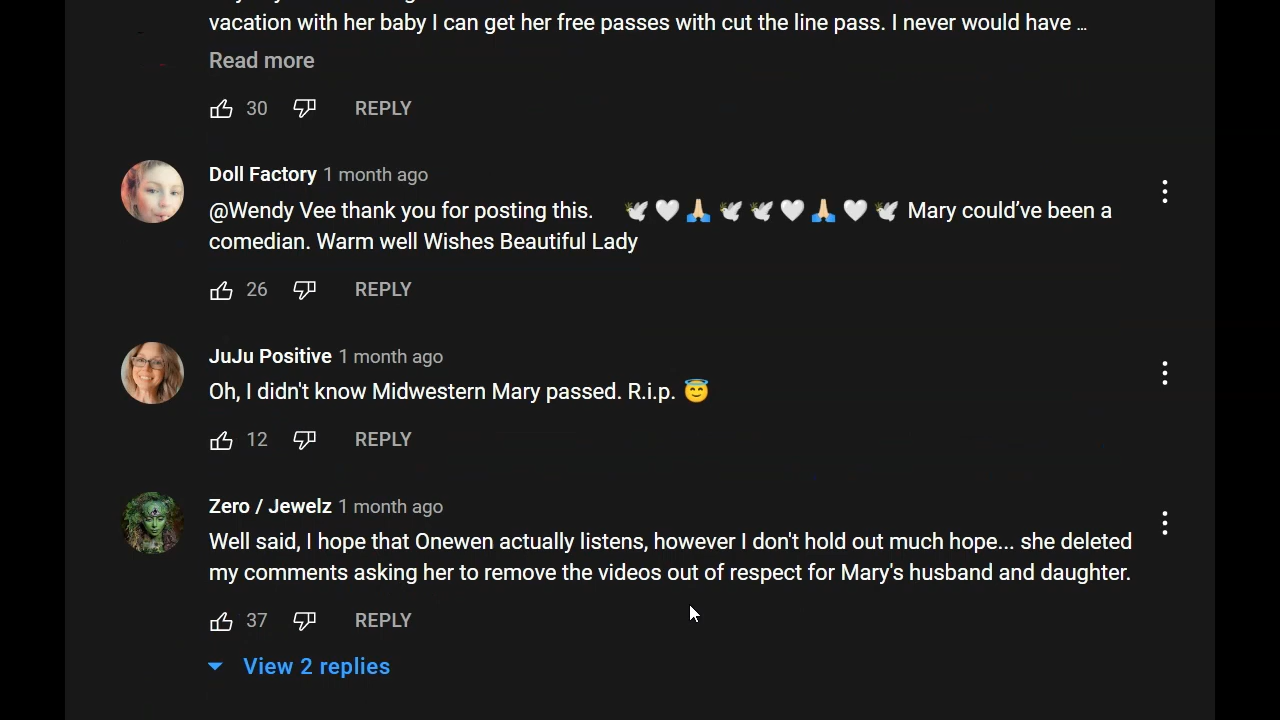 vacation with her baby I can get her free passes with cut the line pass. I never would have ...
Read more
30 REPLY
Doll Factory 1 month ago
@Wendy Vee thank you for posting this. 🕊🤍🙏🏻🕊🕊🤍🙏🏻🤍🕊 Mary could’ve been a
comedian. Warm well Wishes Beautiful Lady
26 REPLY
JuJu Positive 1 month ago
Oh, I didn't know Midwestern Mary passed. R.i.p. 😇
12 REPLY
Zero / Jewelz 1 month ago
Well said, I hope that Onewen actually listens, however I don't hold out much hope... she deleted
my comments asking her to remove the videos out of respect for Mary's husband and daughter.
37 REPLY
View 2 replies